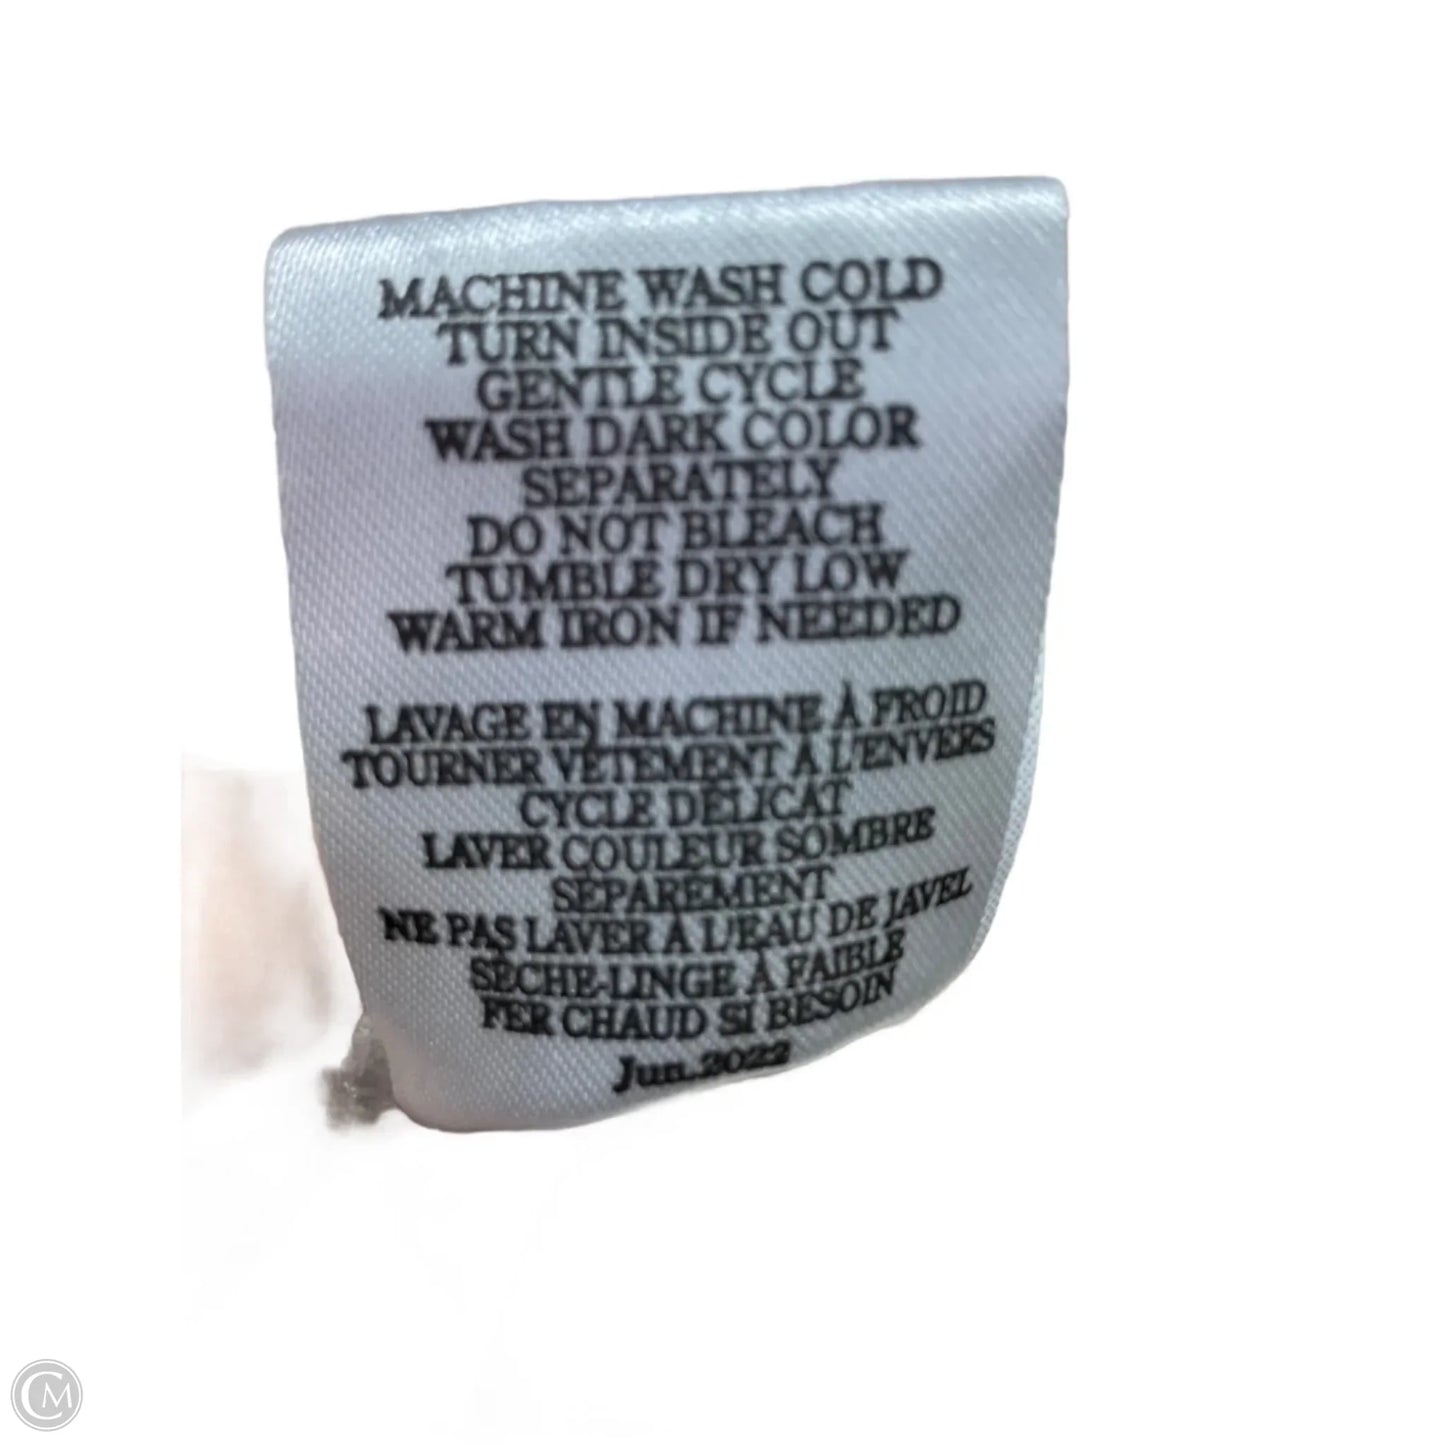 MACHINE WASH COLD
TURN INSIDE OUT
GENTLE CYCLE
WASH DARK COLOR
SEPARATELY
DO NOT BLEACH
TUMBLE DRY LOW
WARM IRON IF NEEDED
LAVAGE EN MACHINE À FROID
TOURNER VÊTEMENT À L'ENVERS
CYCLE DÉLICAT
LAVER COULEUR SOMBRE
SÉPAREMENT
NE PAS LAVER À L'EAU DE JAVEL
SÈCHE-LINGE À FAIBLE
FER CHAUD SI BESOIN
Jun.2022
CM